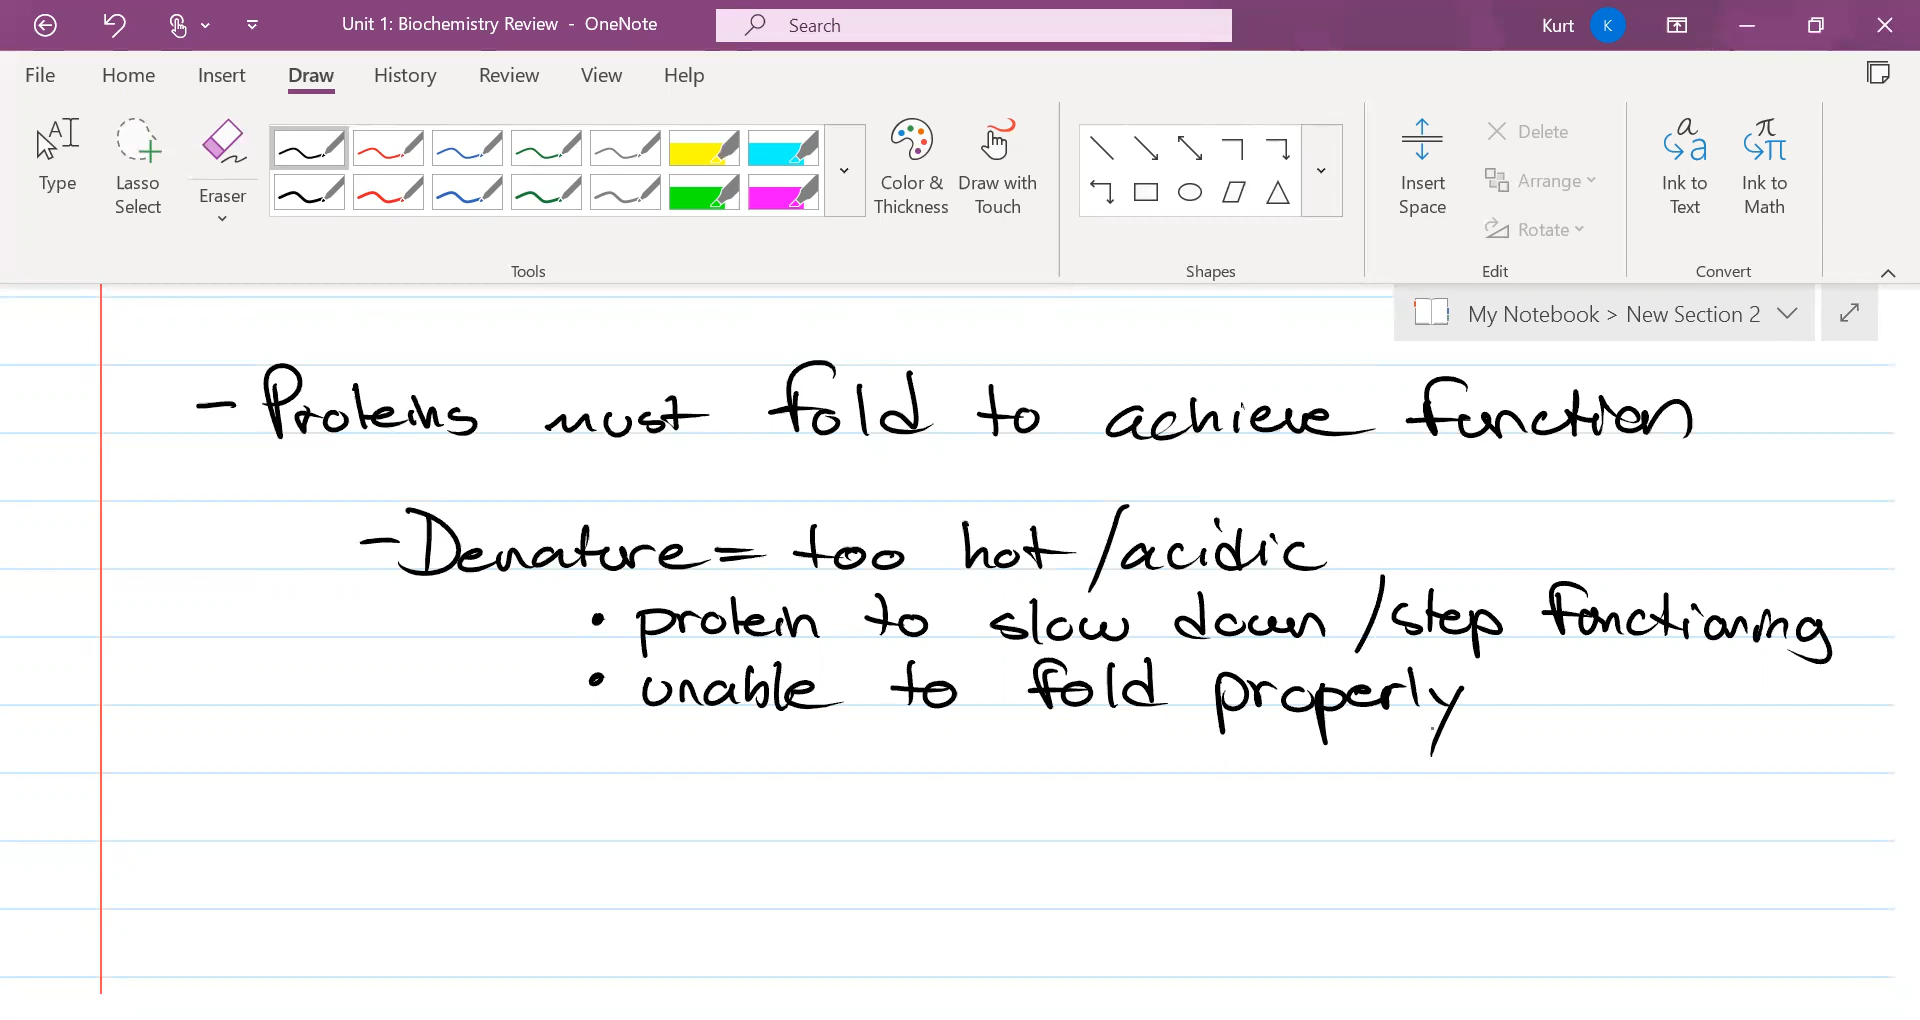 Unit 1: Biochemistry Review - OneNote
Search
Kurt K
File Home Insert Draw History Review View Help
Type
Lasso Select
Eraser
Color & Thickness
Draw with Touch
Insert Space
Delete
Arrange
Rotate
Ink to Text
Ink to Math
Tools
Shapes
Edit
Convert
My Notebook > New Section 2
- Proteins must fold to achieve function
- Denature = too hot/acidic
• protein to slow down/stop functioning
• unable to fold properly